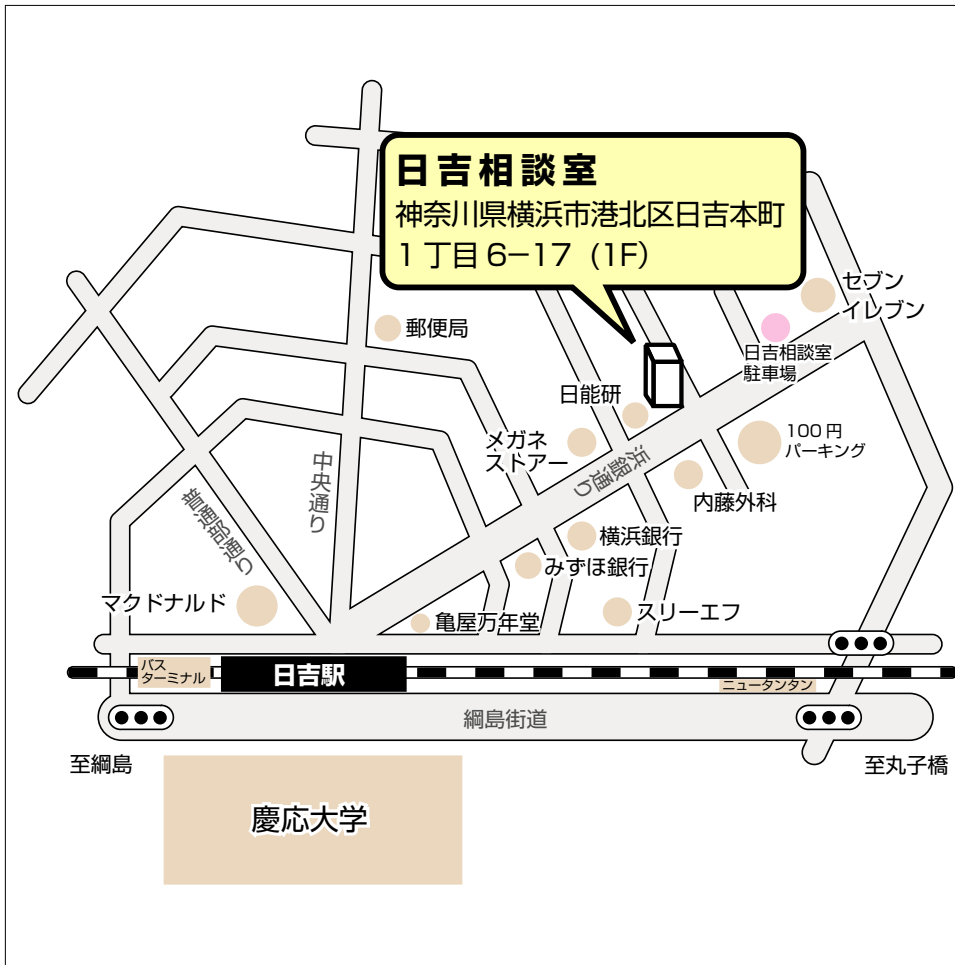 日吉相談室
神奈川県横浜市港北区日吉本町
1丁目6−17（1F）
セブン
イレブン
郵便局
日吉相談室
駐車場
日能研
メガネ
ストアー
100円
パーキング
浜銀通り
中央通り
普通部通り
内藤外科
横浜銀行
みずほ銀行
マクドナルド
亀屋万年堂
スリーエフ
バス
ターミナル
日吉駅
ニュータンタン
綱島街道
至綱島
至丸子橋
慶応大学